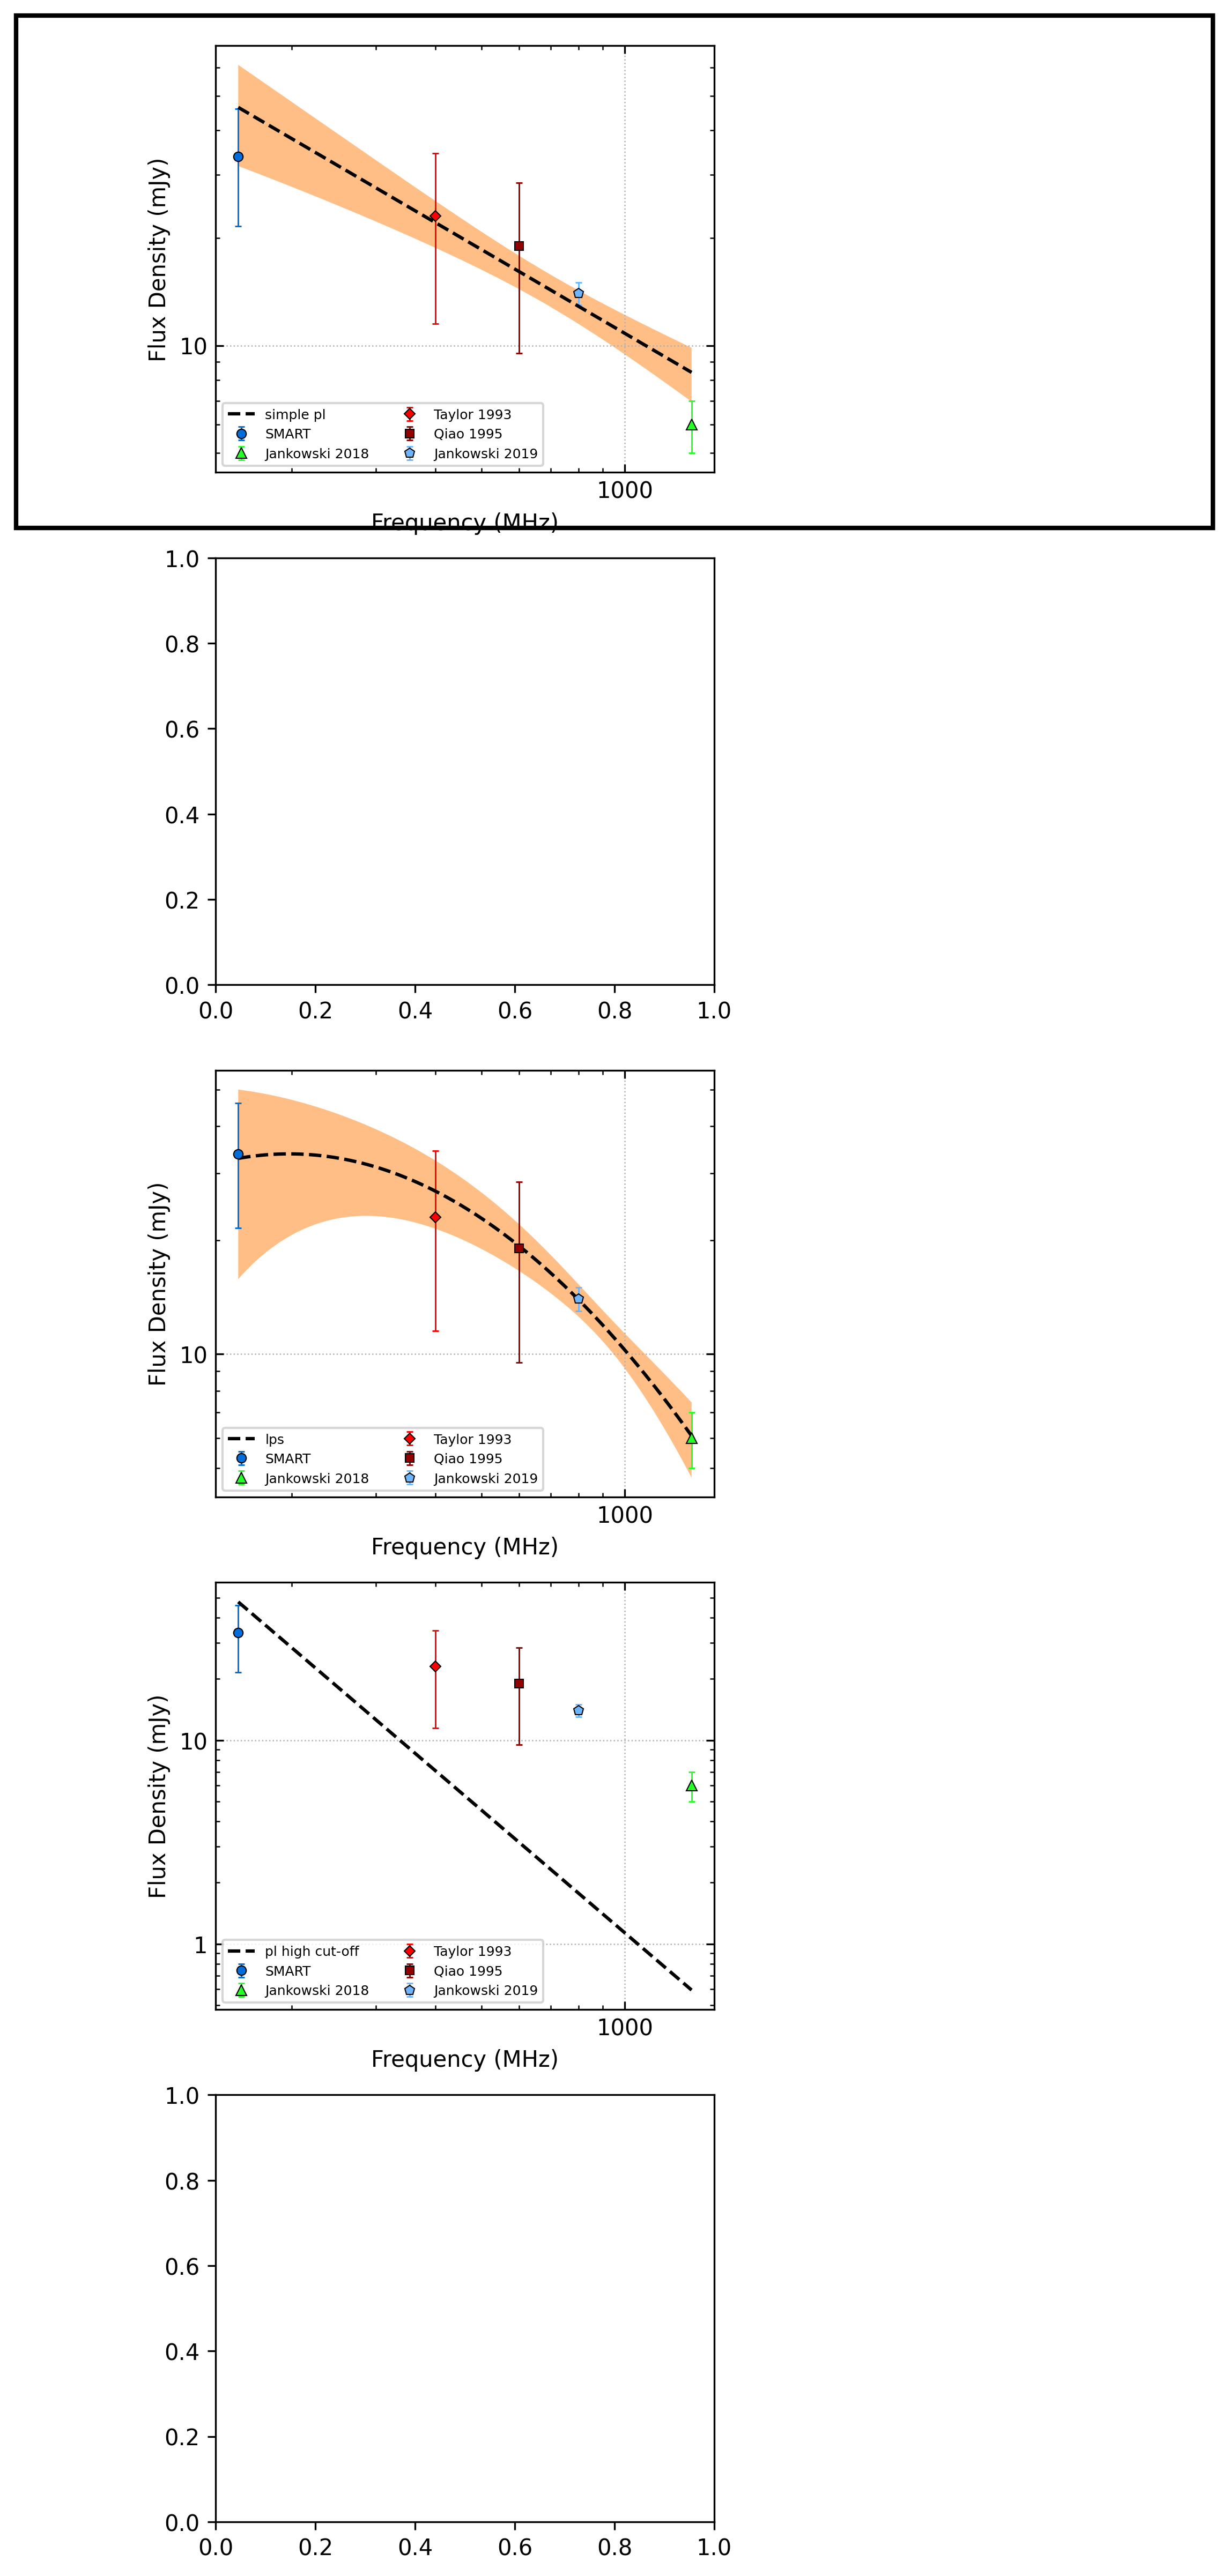 Flux Density (mJy)
10
simple pl
SMART
Jankowski 2018
Taylor 1993
Qiao 1995
Jankowski 2019
1000
Frequency (MHz)
1.0
0.8
0.6
0.4
0.2
0.0
0.0 0.2 0.4 0.6 0.8 1.0
Flux Density (mJy)
10
lps
SMART
Jankowski 2018
Taylor 1993
Qiao 1995
Jankowski 2019
1000
Frequency (MHz)
Flux Density (mJy)
10
1
pl high cut-off
SMART
Jankowski 2018
Taylor 1993
Qiao 1995
Jankowski 2019
1000
Frequency (MHz)
1.0
0.8
0.6
0.4
0.2
0.0
0.0 0.2 0.4 0.6 0.8 1.0